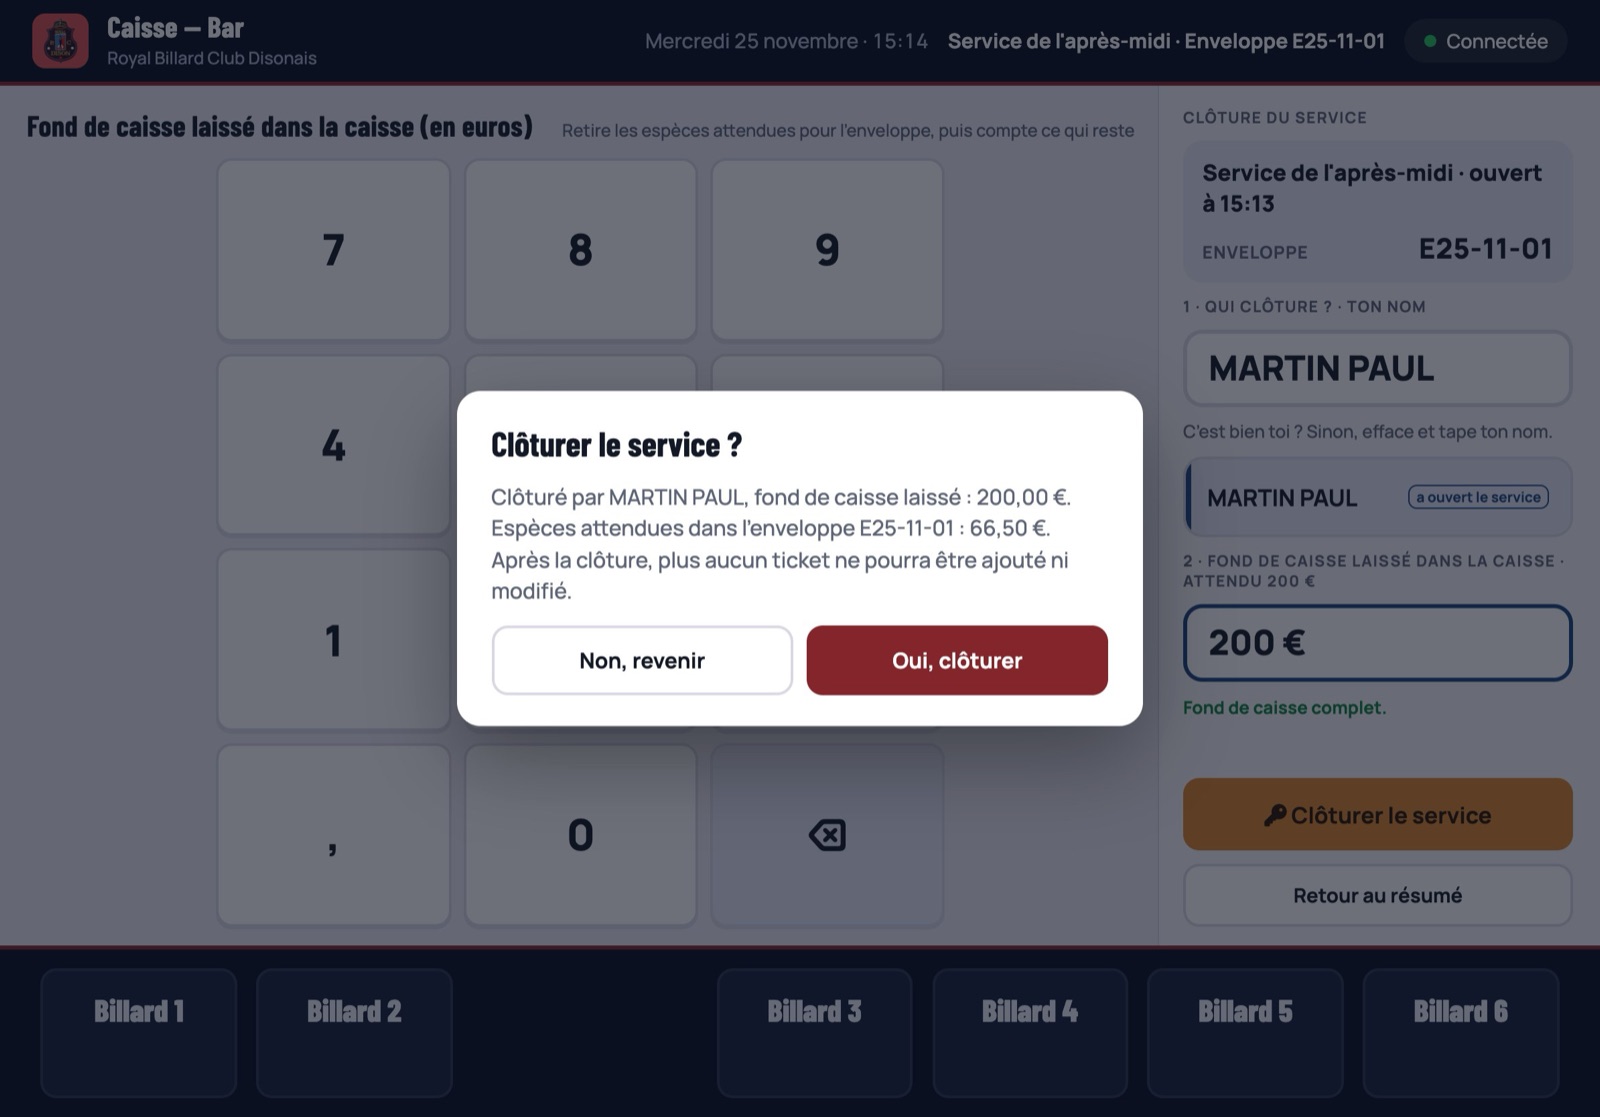 Caisse — Bar
Royal Billard Club Disonais
Mercredi 25 novembre · 15:14
Service de l'après-midi · Enveloppe E25-11-01
Connectée
Fond de caisse laissé dans la caisse (en euros)
Retire les espèces attendues pour l'enveloppe, puis compte ce qui reste
7
8
9
4
1
,
0
Clôturer le service ?
Clôturé par MARTIN PAUL, fond de caisse laissé : 200,00 €.
Espèces attendues dans l'enveloppe E25-11-01 : 66,50 €.
Après la clôture, plus aucun ticket ne pourra être ajouté ni
modifié.
Non, revenir
Oui, clôturer
CLÔTURE DU SERVICE
Service de l'après-midi · ouvert
à 15:13
ENVELOPPE
E25-11-01
1 · QUI CLÔTURE ? · TON NOM
MARTIN PAUL
C'est bien toi ? Sinon, efface et tape ton nom.
MARTIN PAUL
a ouvert le service
2 · FOND DE CAISSE LAISSÉ DANS LA CAISSE ·
ATTENDU 200 €
200 €
Fond de caisse complet.
Clôturer le service
Retour au résumé
Billard 1
Billard 2
Billard 3
Billard 4
Billard 5
Billard 6